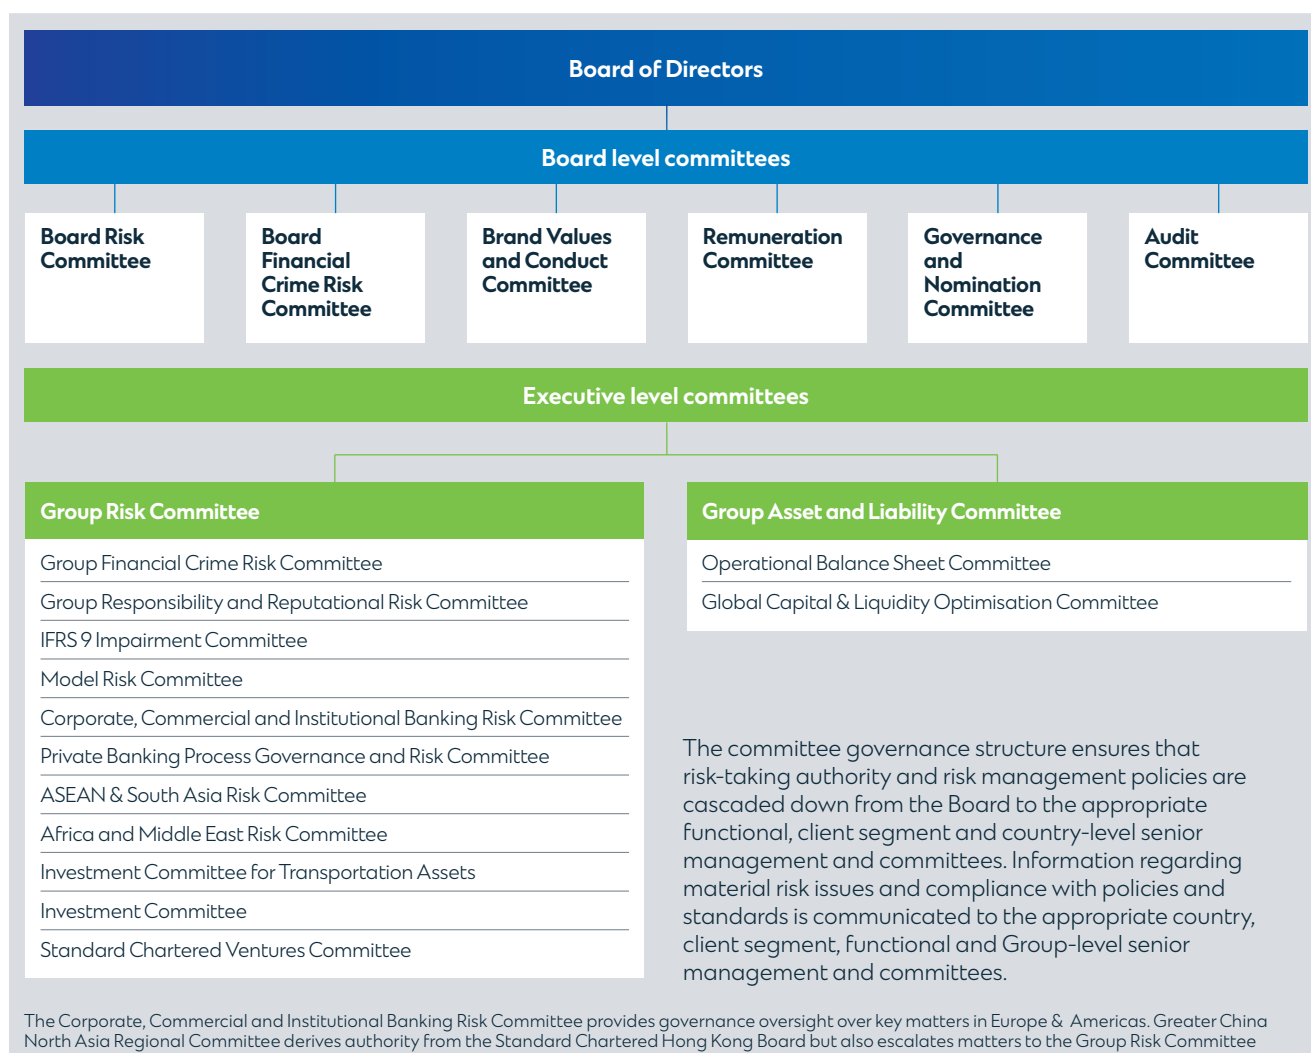 Board of Directors
Board level committees
Board Risk
Committee
Board
Financial
Crime Risk
Committee
Brand Values
and Conduct
Committee
Remuneration
Committee
Governance
and
Nomination
Committee
Audit
Committee
Executive level committees
Group Risk Committee
Group Financial Crime Risk Committee
Group Responsibility and Reputational Risk Committee
IFRS 9 Impairment Committee
Model Risk Committee
Corporate, Commercial and Institutional Banking Risk Committee
Private Banking Process Governance and Risk Committee
ASEAN & South Asia Risk Committee
Africa and Middle East Risk Committee
Investment Committee for Transportation Assets
Investment Committee
Standard Chartered Ventures Committee
Group Asset and Liability Committee
Operational Balance Sheet Committee
Global Capital & Liquidity Optimisation Committee
The committee governance structure ensures that
risk-taking authority and risk management policies are
cascaded down from the Board to the appropriate
functional, client segment and country-level senior
management and committees. Information regarding
material risk issues and compliance with policies and
standards is communicated to the appropriate country,
client segment, functional and Group-level senior
management and committees.
The Corporate, Commercial and Institutional Banking Risk Committee provides governance oversight over key matters in Europe & Americas. Greater China
North Asia Regional Committee derives authority from the Standard Chartered Hong Kong Board but also escalates matters to the Group Risk Committee